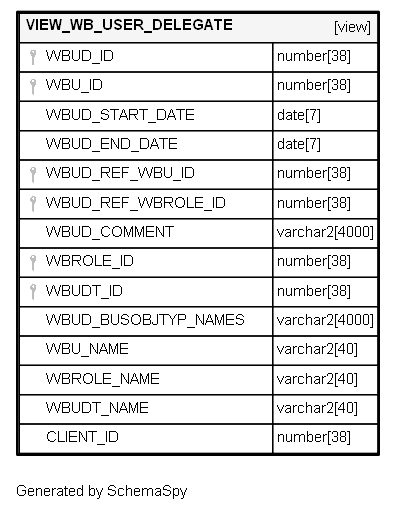 VIEW_WB_USER_DELEGATE [view]
WBUD_ID number[38]
WBU_ID number[38]
WBUD_START_DATE date[7]
WBUD_END_DATE date[7]
WBUD_REF_WBU_ID number[38]
WBUD_REF_WBROLE_ID number[38]
WBUD_COMMENT varchar2[4000]
WBROLE_ID number[38]
WBUDT_ID number[38]
WBUD_BUSOBJTYP_NAMES varchar2[4000]
WBU_NAME varchar2[40]
WBROLE_NAME varchar2[40]
WBUDT_NAME varchar2[40]
CLIENT_ID number[38]
Generated by SchemaSpy